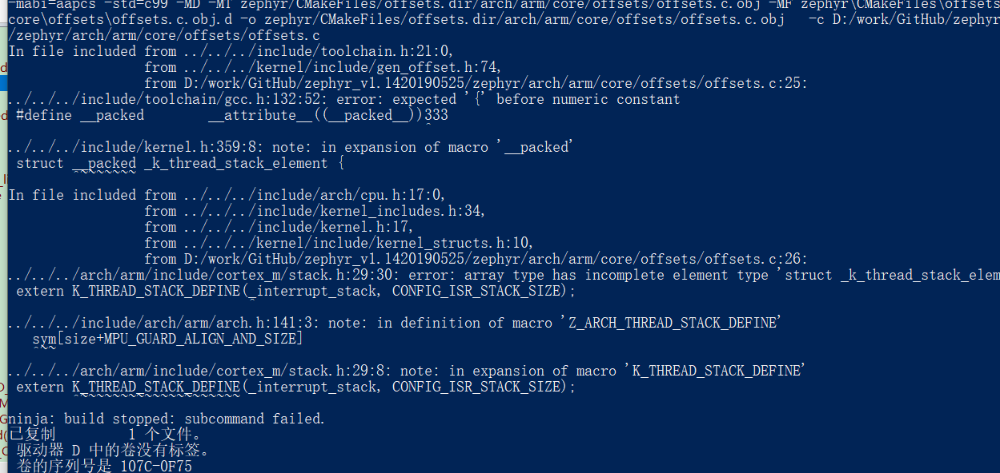 -mabi=aapcs -std=c99 -MD -MT zephyr/CMakeFiles/offsets.dir/arch/arm/core/offsets/offsets.c.obj -MF zephyr\CMakeFiles\offsets
core\offsets\offsets.c.obj.d -o zephyr/CMakeFiles/offsets.dir/arch/arm/core/offsets/offsets.c.obj   -c D:/work/GitHub/zephyr
/zephyr/arch/arm/core/offsets/offsets.c
In file included from ../../../include/toolchain.h:21:0,
                 from ../../../kernel/include/gen_offset.h:74,
                 from D:/work/GitHub/zephyr_v1.1420190525/zephyr/arch/arm/core/offsets/offsets.c:25:
../../../include/toolchain/gcc.h:132:52: error: expected '{' before numeric constant
 #define __packed        __attribute__((__packed__))333
                                                    ^
../../../include/kernel.h:359:8: note: in expansion of macro '__packed'
 struct __packed _k_thread_stack_element {
        ^~~~~~~~
In file included from ../../../include/arch/cpu.h:17:0,
                 from ../../../include/kernel_includes.h:34,
                 from ../../../include/kernel.h:17,
                 from ../../../kernel/include/kernel_structs.h:10,
                 from D:/work/GitHub/zephyr_v1.1420190525/zephyr/arch/arm/core/offsets/offsets.c:26:
../../../arch/arm/include/cortex_m/stack.h:29:30: error: array type has incomplete element type 'struct _k_thread_stack_elem
 extern K_THREAD_STACK_DEFINE(_interrupt_stack, CONFIG_ISR_STACK_SIZE);
                              ^
../../../include/arch/arm/arch.h:141:3: note: in definition of macro 'Z_ARCH_THREAD_STACK_DEFINE'
   sym[size+MPU_GUARD_ALIGN_AND_SIZE]
   ^~~
../../../arch/arm/include/cortex_m/stack.h:29:8: note: in expansion of macro 'K_THREAD_STACK_DEFINE'
 extern K_THREAD_STACK_DEFINE(_interrupt_stack, CONFIG_ISR_STACK_SIZE);
        ^~~~~~~~~~~~~~~~~~~~~
ninja: build stopped: subcommand failed.
已复制         1 个文件。
 驱动器 D 中的卷没有标签。
 卷的序列号是 107C-0F75